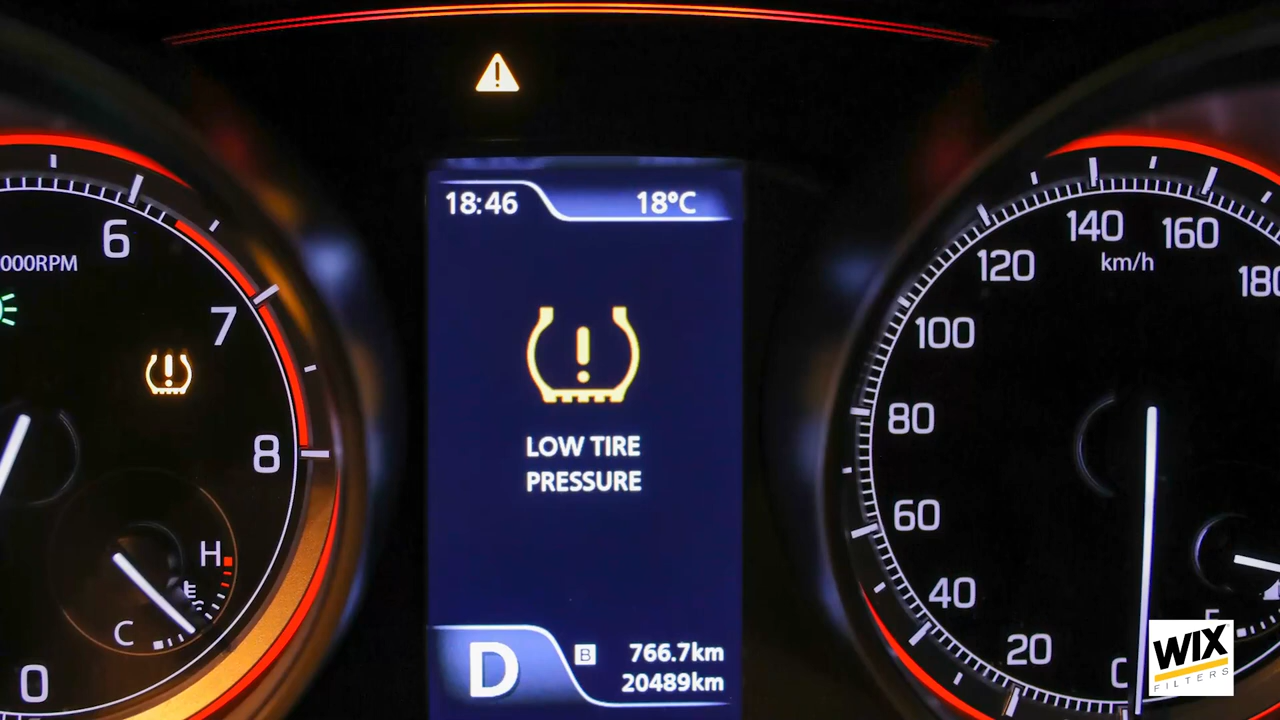 18:46 18°C
LOW TIRE
PRESSURE
D
B 766.7km
20489km
6
000RPM
7
8
H
C
0
20
40
60
80
100
120
140
160
180
km/h
WIX
FILTERS